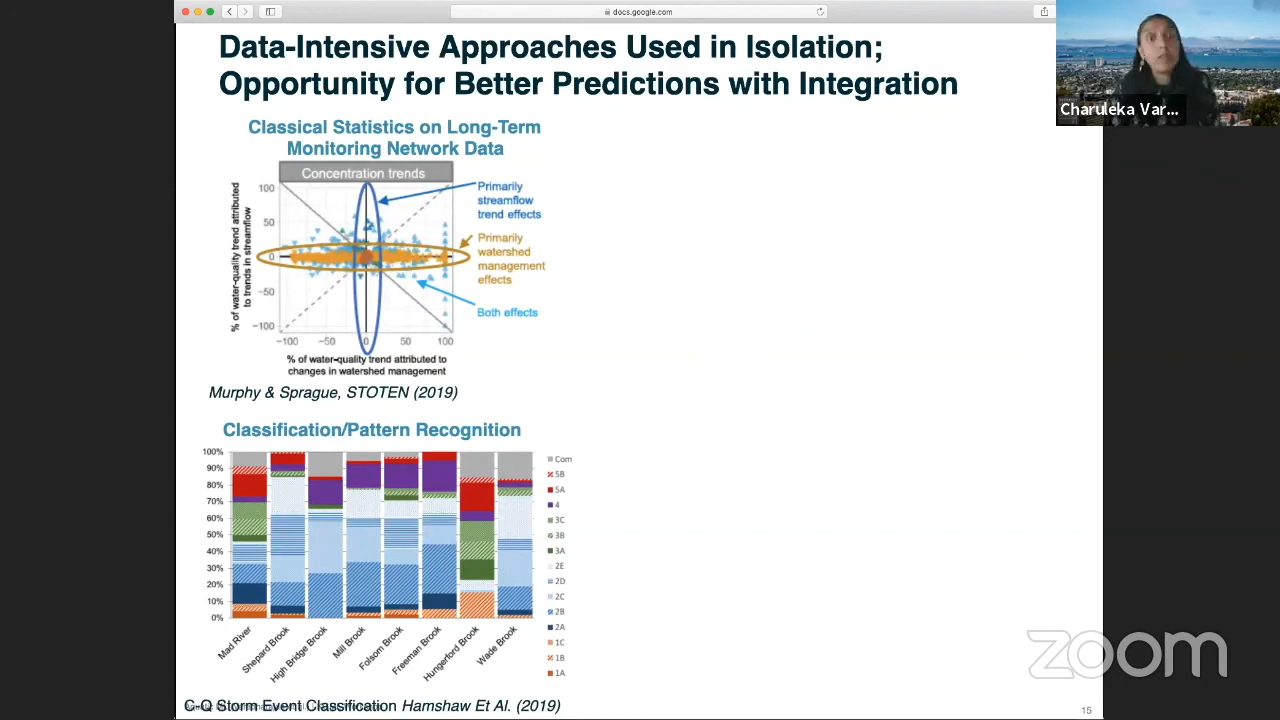 docs.google.com
Data-Intensive Approaches Used in Isolation;
Opportunity for Better Predictions with Integration
Charuleka Var...
Classical Statistics on Long-Term
Monitoring Network Data
Concentration trends
% of water-quality trend attributed
to trends in streamflow
100
50
0
−50
−100
−100
−50
0
50
100
% of water-quality trend attributed to
changes in watershed management
Primarily
streamflow
trend effects
Primarily
watershed
management
effects
Both effects
Murphy & Sprague, STOTEN (2019)
Classification/Pattern Recognition
100%
90%
80%
70%
60%
50%
40%
30%
20%
10%
0%
Mad River
Shepard Brook
High Bridge Brook
Mill Brook
Folsom Brook
Freeman Brook
Hungerford Brook
Wade Brook
Com
5B
5A
4
3C
3B
3A
2E
2D
2C
2B
2A
1C
1B
1A
C-Q Storm Event Classification Hamshaw Et Al. (2019)
15
zoom